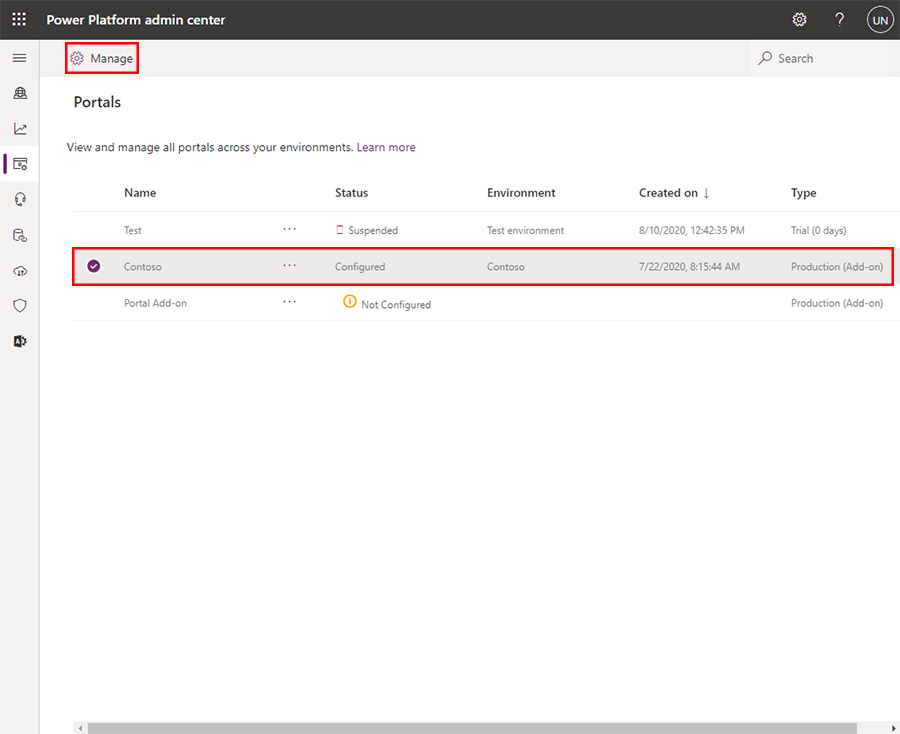 Power Platform admin center ? UN
Manage Search
Portals
View and manage all portals across your environments. Learn more
Name Status Environment Created on ↓ Type
Test ... Suspended Test environment 8/10/2020, 12:42:35 PM Trial (0 days)
Contoso ... Configured Contoso 7/22/2020, 8:15:44 AM Production (Add-on)
Portal Add-on ... Not Configured Production (Add-on)